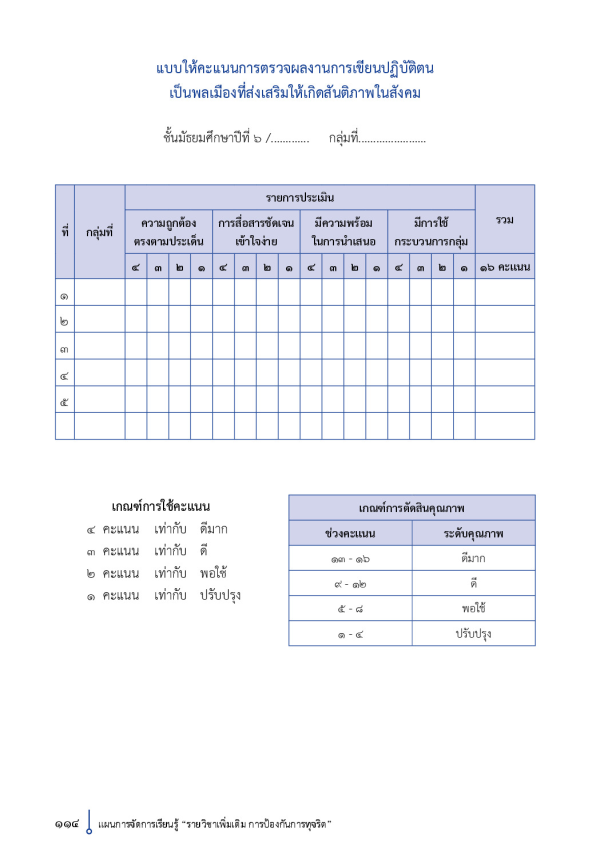 แบบให้คะแนนการตรวจผลงานการเขียนปฏิบัติตน
เป็นพลเมืองที่ส่งเสริมให้เกิดสันติภาพในสังคม
ชั้นมัธยมศึกษาปีที่ ๖ /............ กลุ่มที่......................
ที่ กลุ่มที่ รายการประเมิน รวม
ความถูกต้อง การสื่อสารชัดเจน มีความพร้อม มีการใช้
ตรงตามประเด็น เข้าใจง่าย ในการนำเสนอ กระบวนการกลุ่ม
๔ ๓ ๒ ๑ ๔ ๓ ๒ ๑ ๔ ๓ ๒ ๑ ๔ ๓ ๒ ๑ ๑๖ คะแนน
๑
๒
๓
๔
๕
เกณฑ์การใช้คะแนน
๔ คะแนน เท่ากับ ดีมาก
๓ คะแนน เท่ากับ ดี
๒ คะแนน เท่ากับ พอใช้
๑ คะแนน เท่ากับ ปรับปรุง
เกณฑ์การตัดสินคุณภาพ
ช่วงคะแนน ระดับคุณภาพ
๑๓ - ๑๖ ดีมาก
๙ - ๑๒ ดี
๕ - ๘ พอใช้
๑ - ๔ ปรับปรุง
๑๑๔ แผนการจัดการเรียนรู้ “รายวิชาเพิ่มเติม การป้องกันการทุจริต”